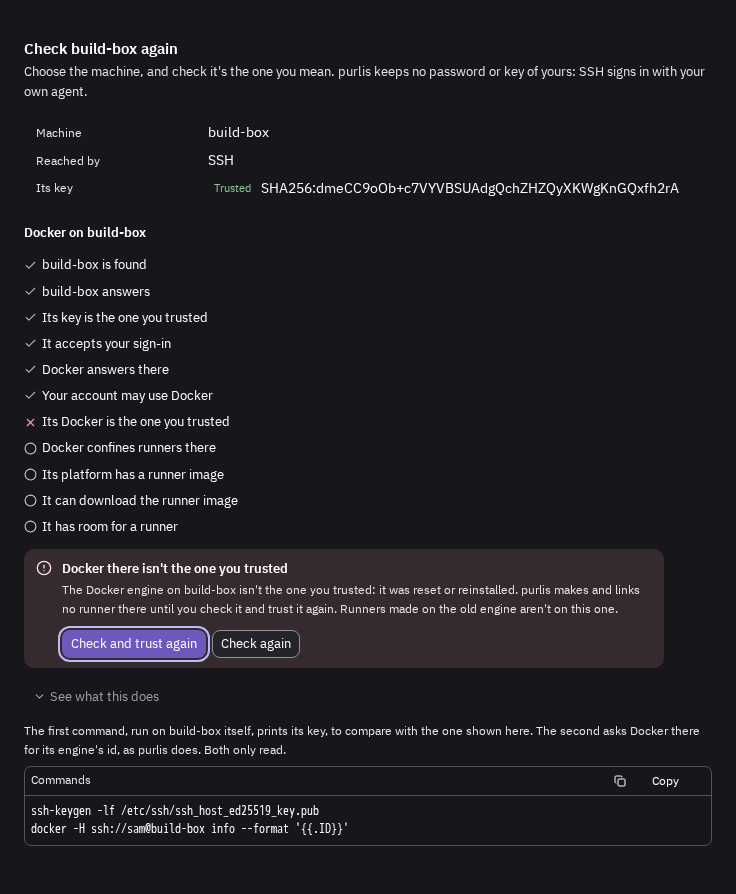 Check build-box again
Choose the machine, and check it's the one you mean. purlis keeps no password or key of yours: SSH signs in with your
own agent.
Machine build-box
Reached by SSH
Its key Trusted SHA256:dmeCC9oOb+c7VYVBSUAdgQchZHZQyXKWgKnGQxfh2rA
Docker on build-box
build-box is found
build-box answers
Its key is the one you trusted
It accepts your sign-in
Docker answers there
Your account may use Docker
Its Docker is the one you trusted
Docker confines runners there
Its platform has a runner image
It can download the runner image
It has room for a runner
Docker there isn't the one you trusted
The Docker engine on build-box isn't the one you trusted: it was reset or reinstalled. purlis makes and links
no runner there until you check it and trust it again. Runners made on the old engine aren't on this one.
Check and trust again Check again
See what this does
The first command, run on build-box itself, prints its key, to compare with the one shown here. The second asks Docker there
for its engine's id, as purlis does. Both only read.
Commands Copy
ssh-keygen -lf /etc/ssh/ssh_host_ed25519_key.pub
docker -H ssh://sam@build-box info --format '{{.ID}}'